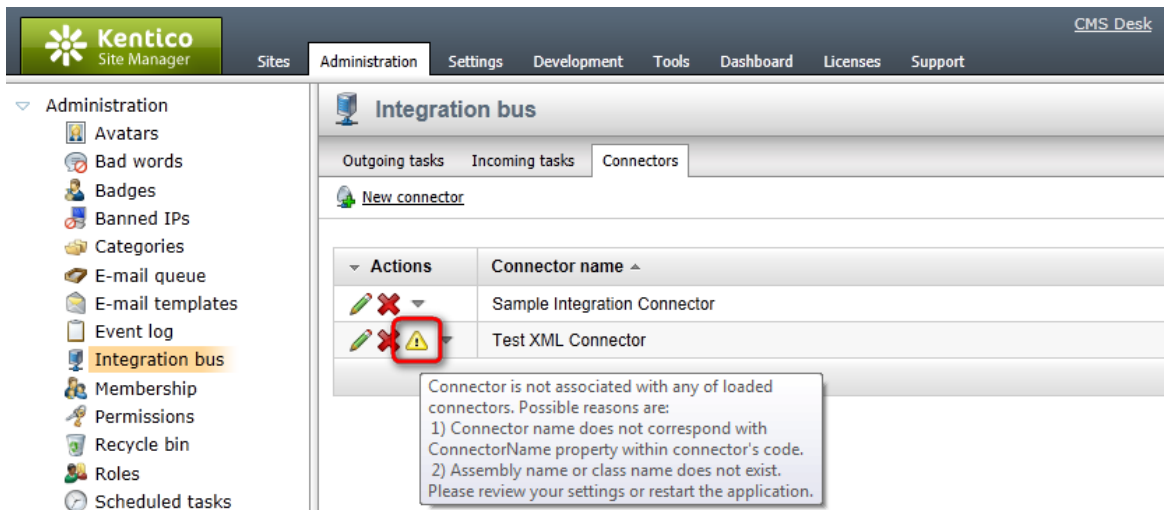 CMS Desk
Kentico
Site Manager
Sites Administration Settings Development Tools Dashboard Licenses Support
Administration
Avatars
Bad words
Badges
Banned IPs
Categories
E-mail queue
E-mail templates
Event log
Integration bus
Membership
Permissions
Recycle bin
Roles
Scheduled tasks
Integration bus
Outgoing tasks Incoming tasks Connectors
New connector
Actions Connector name
Sample Integration Connector
Test XML Connector
Connector is not associated with any of loaded
connectors. Possible reasons are:
1) Connector name does not correspond with
ConnectorName property within connector's code.
2) Assembly name or class name does not exist.
Please review your settings or restart the application.